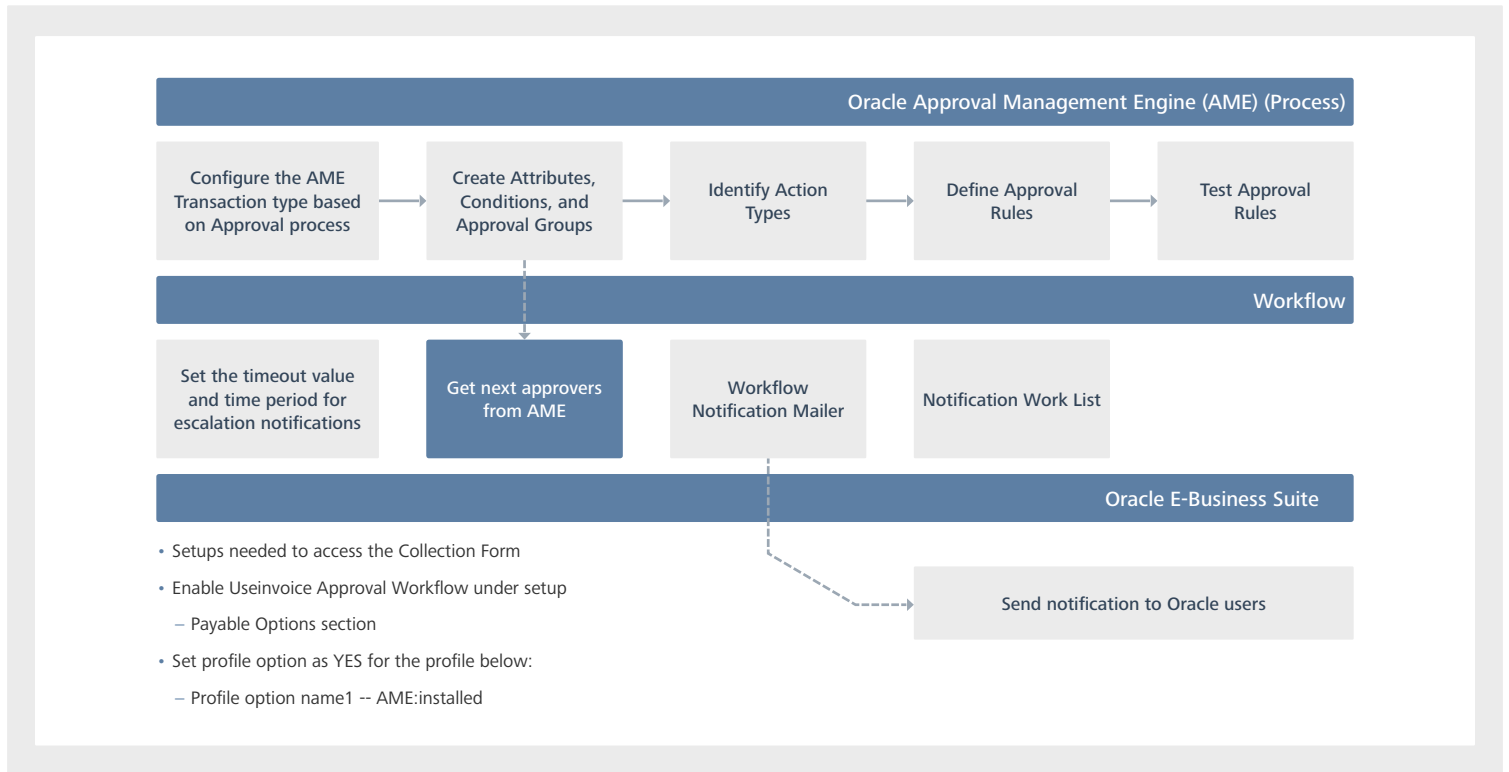 Oracle Approval Management Engine (AME) (Process)
Configure the AME
Transaction type based
on Approval process
Create Attributes,
Conditions, and
Approval Groups
Identify Action
Types
Define Approval
Rules
Test Approval
Rules
Workflow
Set the timeout value
and time period for
escalation notifications
Get next approvers
from AME
Workflow
Notification Mailer
Notification Work List
Oracle E-Business Suite
• Setups needed to access the Collection Form
• Enable Useinvoice Approval Workflow under setup
– Payable Options section
• Set profile option as YES for the profile below:
– Profile option name1 -- AME:installed
Send notification to Oracle users